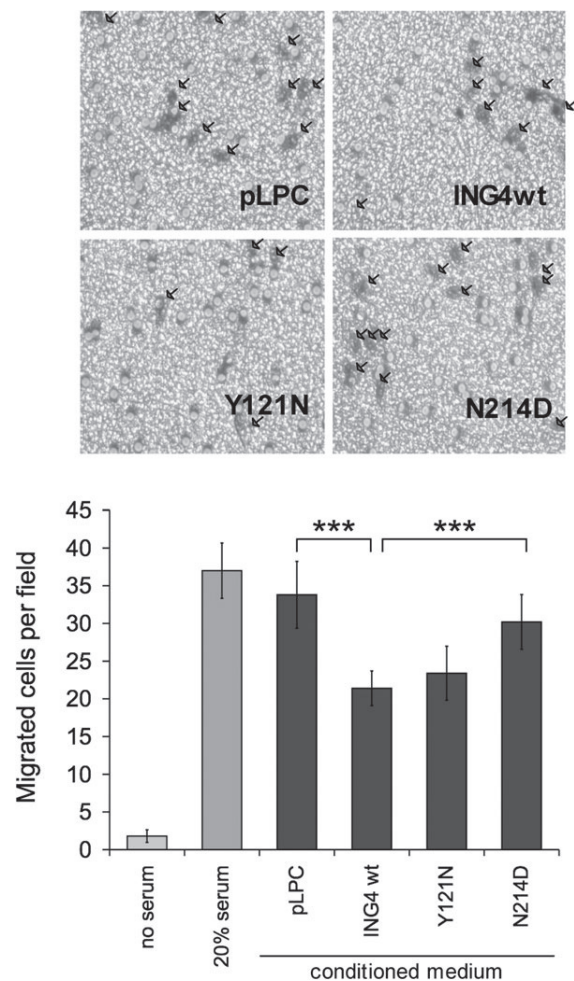 pLPC
ING4wt
Y121N
N214D
45
40
35
30
25
20
15
10
5
0
Migrated cells per field
***
***
no serum
20% serum
pLPC
ING4 wt
Y121N
N214D
conditioned medium